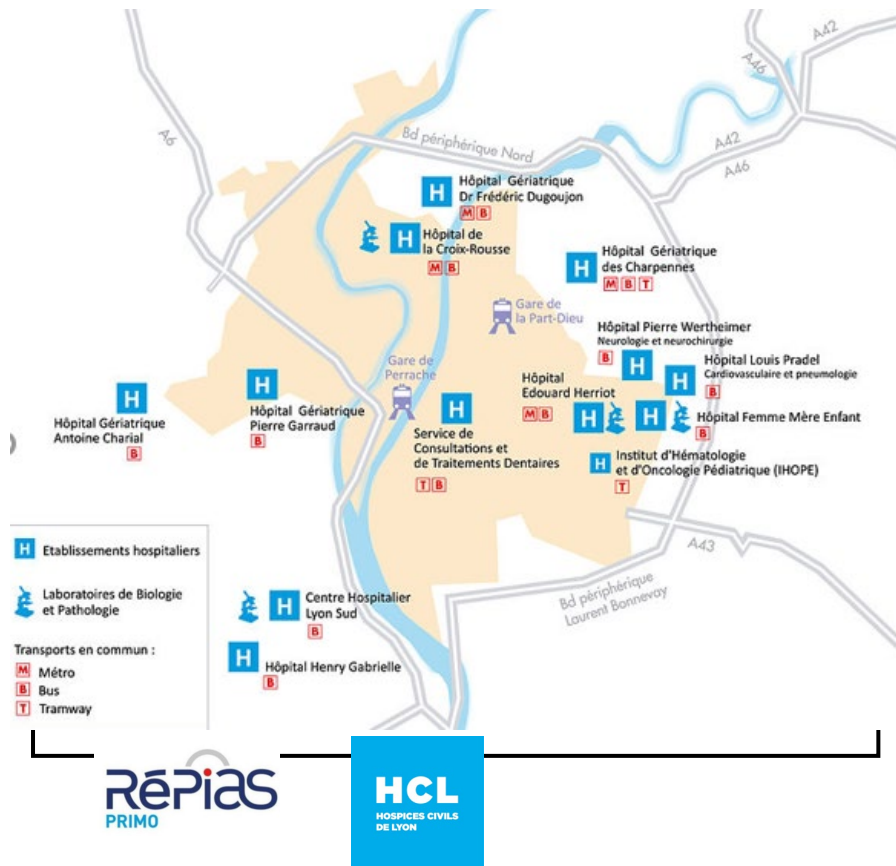 A42
A46
A6
Bd périphérique Nord
A42
A46
H
Hôpital Gériatrique
Dr Frédéric Dugoujon
M B
H
Hôpital de
la Croix-Rousse
M B
H
Hôpital Gériatrique
des Charpennes
M B T
Gare de
la Part-Dieu
Hôpital Pierre Wertheimer
Neurologie et neurochirurgie
B
H
H
Hôpital Louis Pradel
Cardiovasculaire et pneumologie
B
Gare de
Perrache
Hôpital
Edouard Herriot
M B
H
H
Hôpital Femme Mère Enfant
B
H
Hôpital Gériatrique
Antoine Charial
B
H
Hôpital Gériatrique
Pierre Garraud
B
H
Service de
Consultations et
de Traitements Dentaires
T B
H
Institut d'Hématologie
et d'Oncologie Pédiatrique (IHOPE)
T
A43
Bd périphérique
Laurent Bonnevay
H
Centre Hospitalier
Lyon Sud
B
H
Hôpital Henry Gabrielle
B
H Etablissements hospitaliers
Laboratoires de Biologie
et Pathologie
Transports en commun :
M Métro
B Bus
T Tramway
RéPiaS
PRIMO
HCL
HOSPICES CIVILS
DE LYON